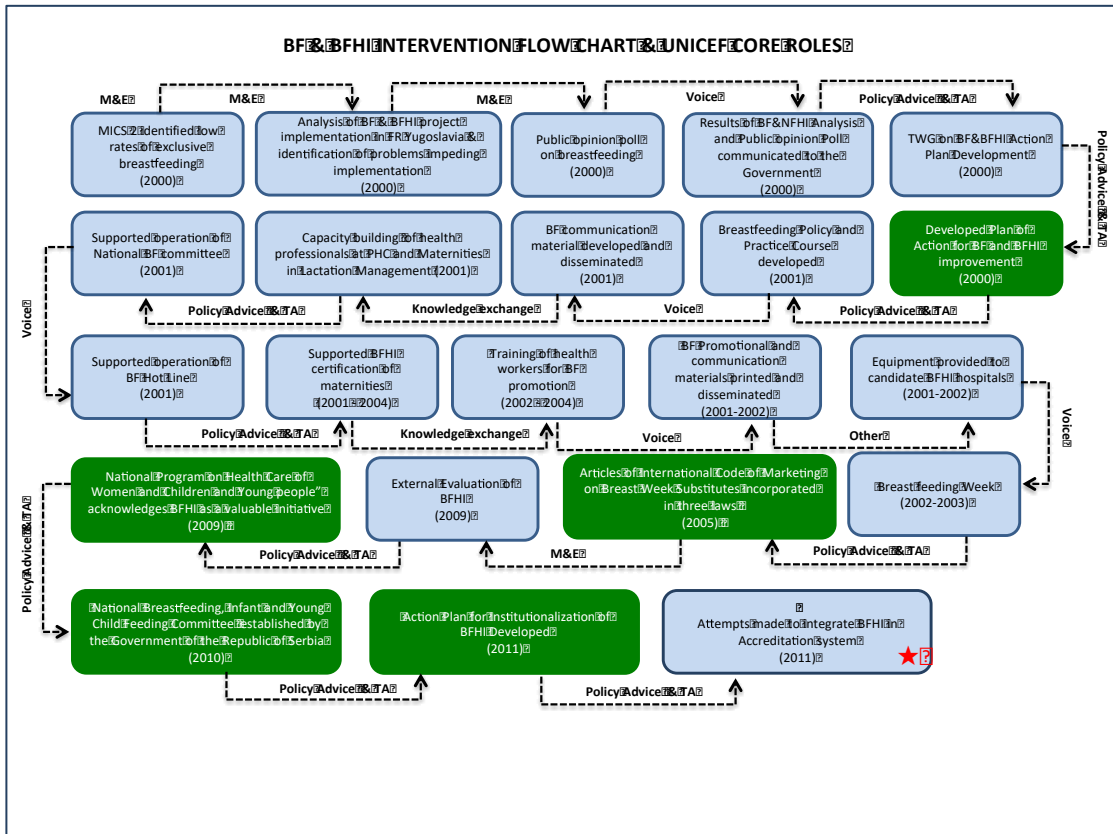 BF & BFHI INTERVENTION FLOW CHART & UNICEF CORE ROLES
M&E
M&E
M&E
Voice
Policy Advice & TA
MICS 2 identified low
rates of exclusive
breastfeeding
(2000)
Analysis of BF & BFHI project
implementation in FR Yugoslavia &
identification of problems impeding
implementation
(2000)
Public opinion poll
on breastfeeding
(2000)
Results of BF&NFHI Analysis
and Public opinion Poll
communicated to the
Government
(2000)
TWG on BF&BFHI Action
Plan Development
(2000)
Policy Advice & TA
Supported operation of
National BF committee
(2001)
Capacity building of health
professionals at PHC and Maternities
in Lactation Management (2001)
BF communication
material developed and
disseminated
(2001)
Breastfeeding Policy and
Practice Course
developed
(2001)
Developed Plan of
Action for BF and BFHI
improvement
(2000)
Voice
Policy Advice & TA
Knowledge exchange
Voice
Policy Advice & TA
Supported operation of
BF Hot Line
(2001)
Supported BFHI
certification of
maternities
(2001 - 2004)
Training of health
workers for BF
promotion
(2002 - 2004)
BF Promotional and
communication
materials printed and
disseminated
(2001-2002)
Equipment provided to
candidate BFHI hospitals
(2001-2002)
Policy Advice & TA
Knowledge exchange
Voice
Other
Voice
National Program on Health Care of
Women and Children and Young people”
acknowledges BFHI as a valuable Initiative
(2009)
External Evaluation of
BFHI
(2009)
Articles of International Code of Marketing
on Breast Week Substitutes Incorporated
in three laws
(2005)
Breastfeeding Week
(2002-2003)
Policy Advice & TA
Policy Advice & TA
M&E
Policy Advice & TA
National Breastfeeding, Infant and Young
Child Feeding Committee established by
the Government of the Republic of Serbia
(2010)
Action Plan for Institutionalization of
BFHI Developed
(2011)
Attempts made to integrate BFHI in
Accreditation system
(2011)
Policy Advice & TA
Policy Advice & TA